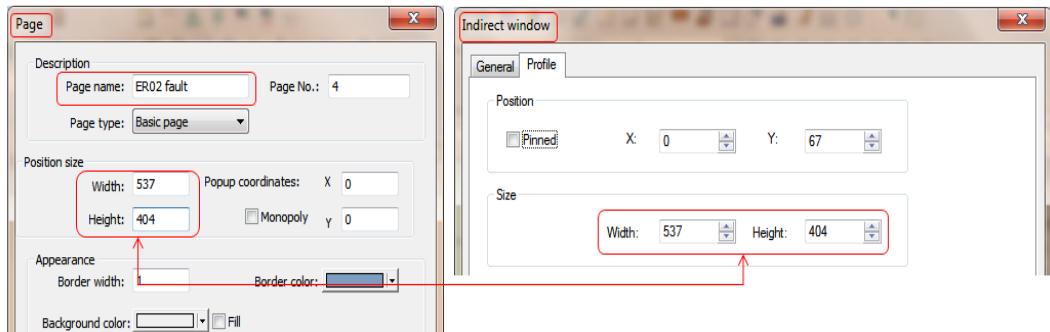 Page
Description
Page name: ER02 fault Page No.: 4
Page type: Basic page
Position size
Width: 537 Popup coordinates: X 0
Height: 404 Monopoly Y 0
Appearance
Border width: 1 Border color:
Background color: Fill
Indirect window
General Profile
Position
Pinned X: 0 Y: 67
Size
Width: 537 Height: 404